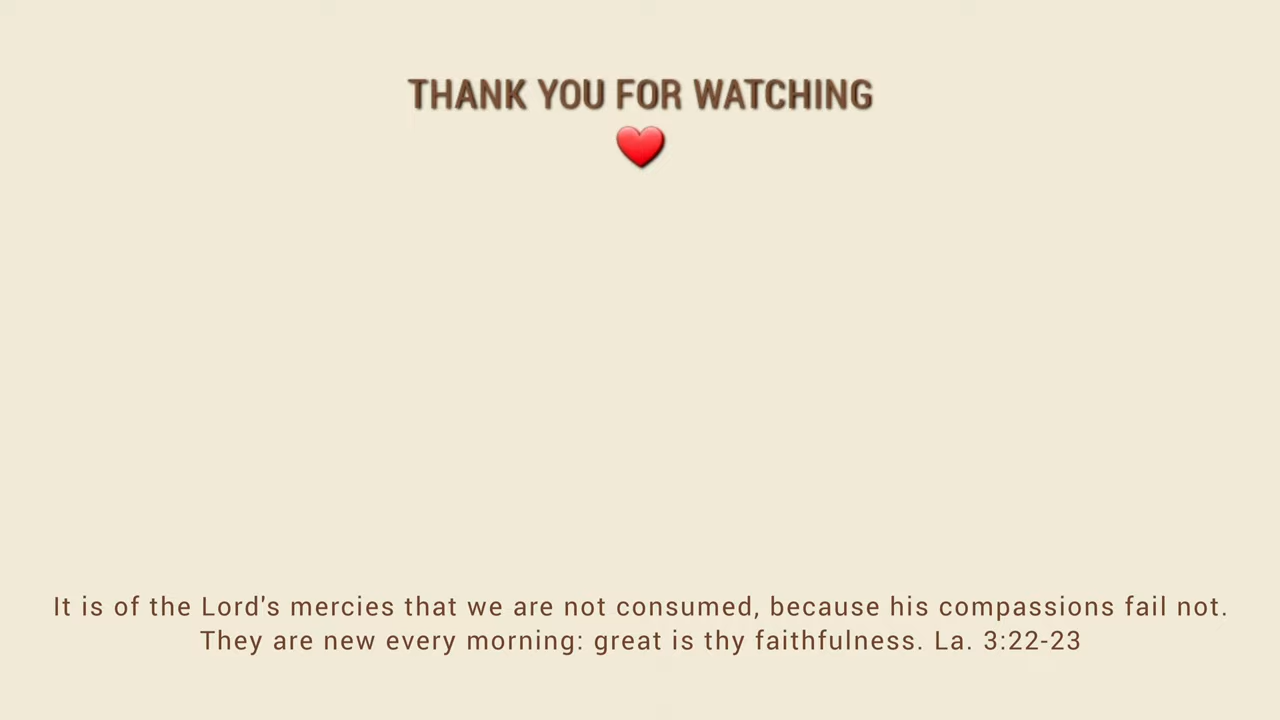 THANK YOU FOR WATCHING
It is of the Lord's mercies that we are not consumed, because his compassions fail not.
They are new every morning: great is thy faithfulness. La. 3:22-23